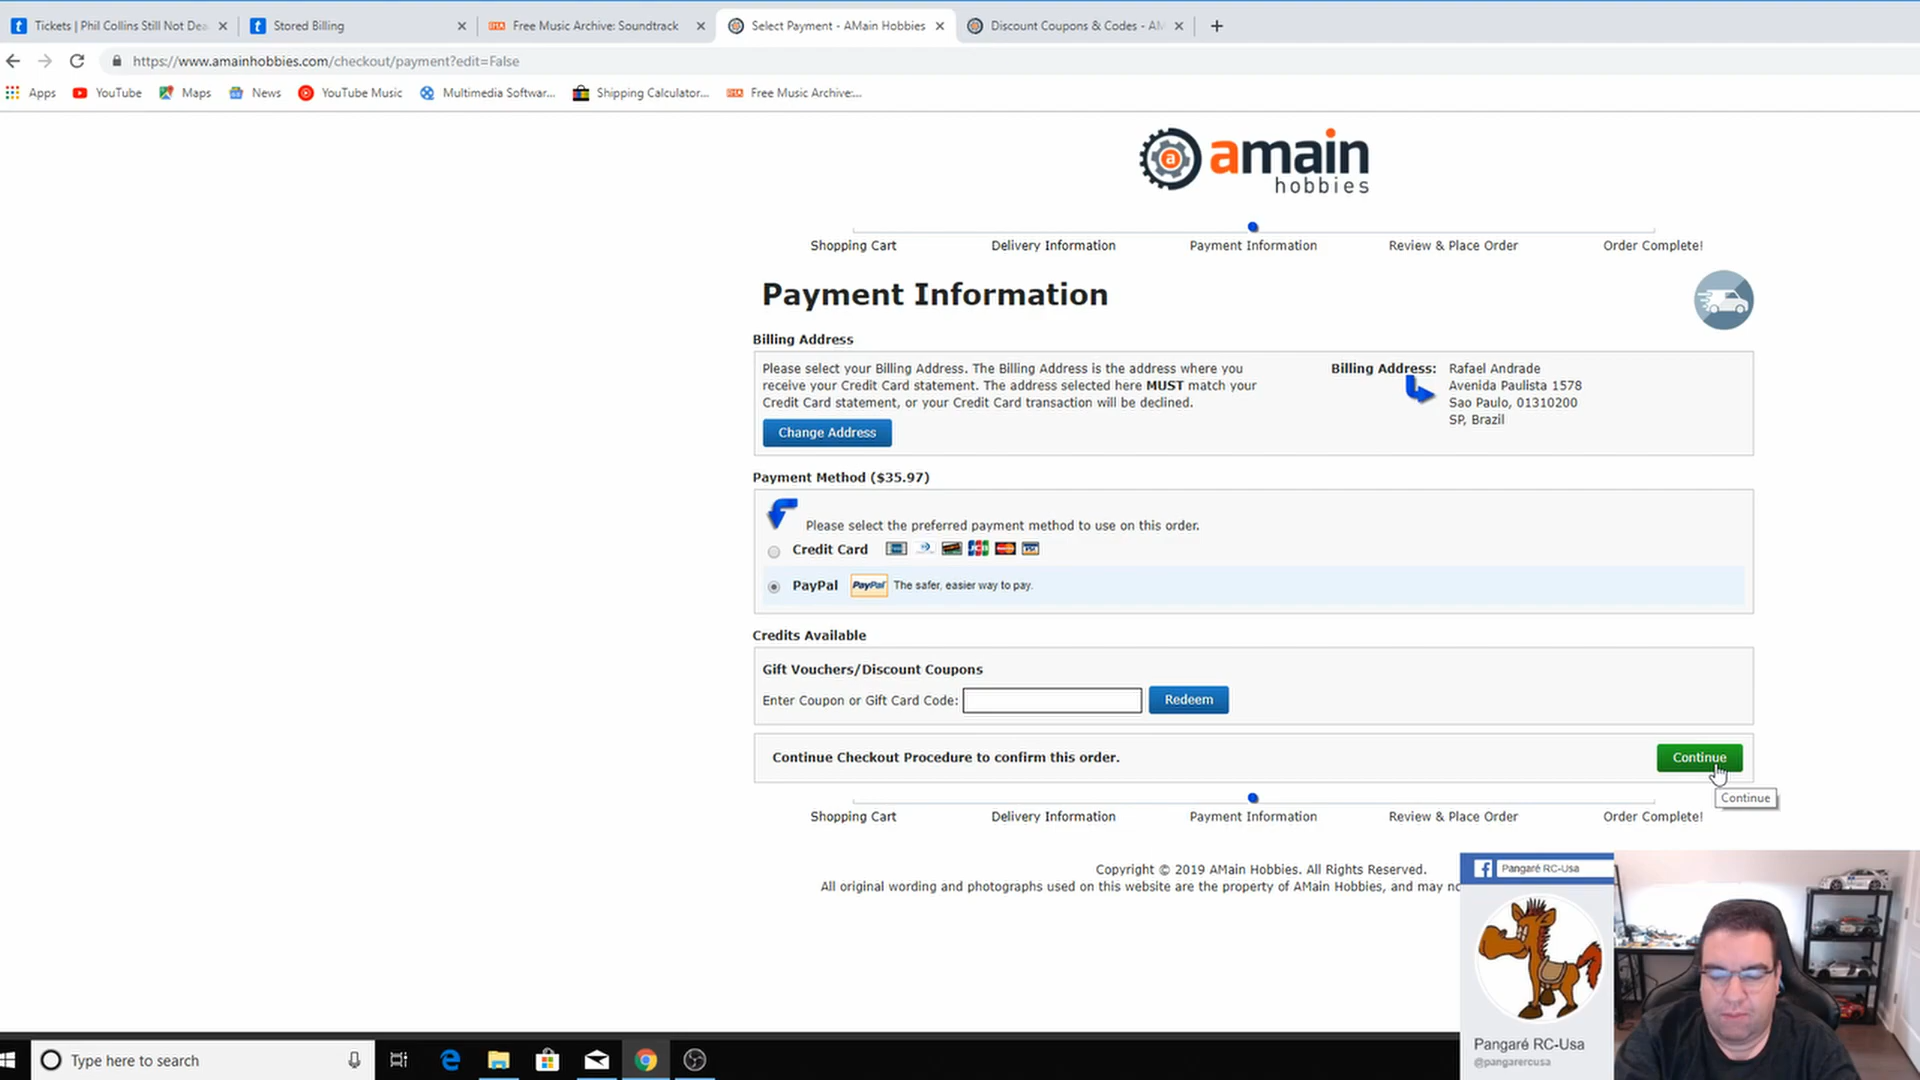 Tickets | Phil Collins Still Not Dea
Stored Billing
Free Music Archive: Soundtrack
Select Payment - AMain Hobbies
Discount Coupons & Codes - AM
https://www.amainhobbies.com/checkout/payment?edit=False
Apps
YouTube
Maps
News
YouTube Music
Multimedia Softwar...
Shipping Calculator...
Free Music Archive:...
amain
hobbies
Shopping Cart
Delivery Information
Payment Information
Review & Place Order
Order Complete!
Payment Information
Billing Address
Please select your Billing Address. The Billing Address is the address where you
receive your Credit Card statement. The address selected here MUST match your
Credit Card statement, or your Credit Card transaction will be declined.
Change Address
Billing Address:
Rafael Andrade
Avenida Paulista 1578
Sao Paulo, 01310200
SP, Brazil
Payment Method ($35.97)
Please select the preferred payment method to use on this order.
Credit Card
PayPal PayPal The safer, easier way to pay.
Credits Available
Gift Vouchers/Discount Coupons
Enter Coupon or Gift Card Code:
Redeem
Continue Checkout Procedure to confirm this order.
Continue
Continue
Shopping Cart
Delivery Information
Payment Information
Review & Place Order
Order Complete!
Copyright © 2019 AMain Hobbies. All Rights Reserved.
All original wording and photographs used on this website are the property of AMain Hobbies, and may no
Pangaré RC-Usa
Pangaré RC-Usa
@pangarercusa
Type here to search